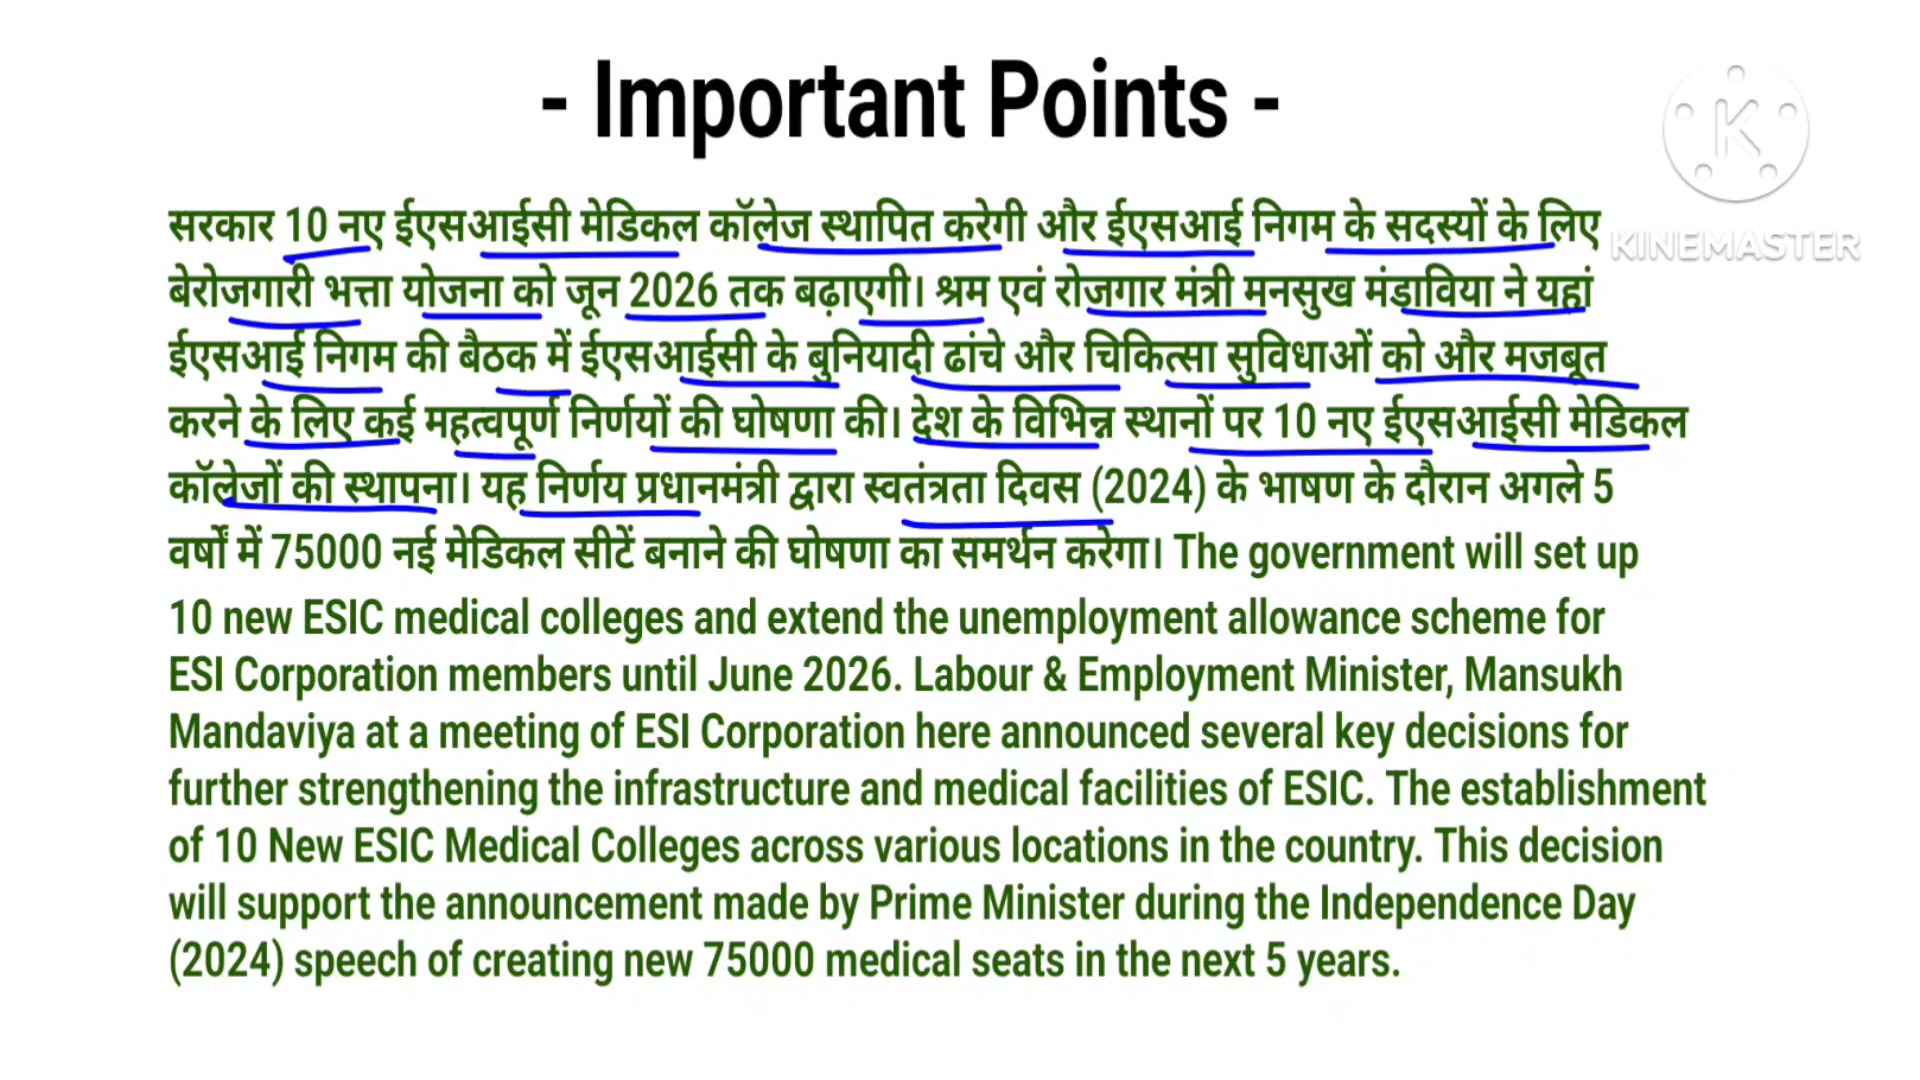 - Important Points -
KINEMASTER
सरकार 10 नए ईएसआईसी मेडिकल कॉलेज स्थापित करेगी और ईएसआई निगम के सदस्यों के लिए
बेरोजगारी भत्ता योजना को जून 2026 तक बढ़ाएगी। श्रम एवं रोजगार मंत्री मनसुख मंडाविया ने यहां
ईएसआई निगम की बैठक में ईएसआईसी के बुनियादी ढांचे और चिकित्सा सुविधाओं को और मजबूत
करने के लिए कई महत्वपूर्ण निर्णयों की घोषणा की। देश के विभिन्न स्थानों पर 10 नए ईएसआईसी मेडिकल
कॉलेजों की स्थापना। यह निर्णय प्रधानमंत्री द्वारा स्वतंत्रता दिवस (2024) के भाषण के दौरान अगले 5
वर्षों में 75000 नई मेडिकल सीटें बनाने की घोषणा का समर्थन करेगा। The government will set up
10 new ESIC medical colleges and extend the unemployment allowance scheme for
ESI Corporation members until June 2026. Labour & Employment Minister, Mansukh
Mandaviya at a meeting of ESI Corporation here announced several key decisions for
further strengthening the infrastructure and medical facilities of ESIC. The establishment
of 10 New ESIC Medical Colleges across various locations in the country. This decision
will support the announcement made by Prime Minister during the Independence Day
(2024) speech of creating new 75000 medical seats in the next 5 years.